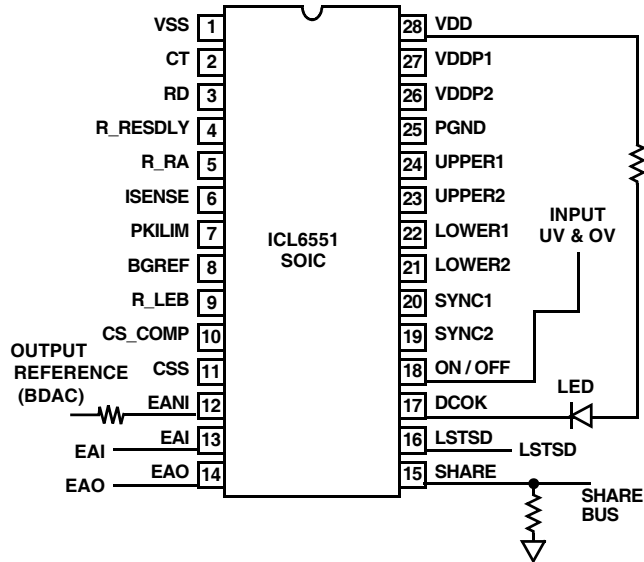 VSS 1
CT 2
RD 3
R_RESDLY 4
R_RA 5
ISENSE 6
PKILIM 7
BGREF 8
R_LEB 9
CS_COMP 10
CSS 11
EANI 12
EAI 13
EAO 14
OUTPUT
REFERENCE
(BDAC)
EAI
EAO
ICL6551
SOIC
28 VDD
27 VDDP1
26 VDDP2
25 PGND
24 UPPER1
23 UPPER2
22 LOWER1
21 LOWER2
20 SYNC1
19 SYNC2
18 ON / OFF
17 DCOK
16 LSTSD
15 SHARE
INPUT
UV & OV
LED
LSTSD
SHARE
BUS